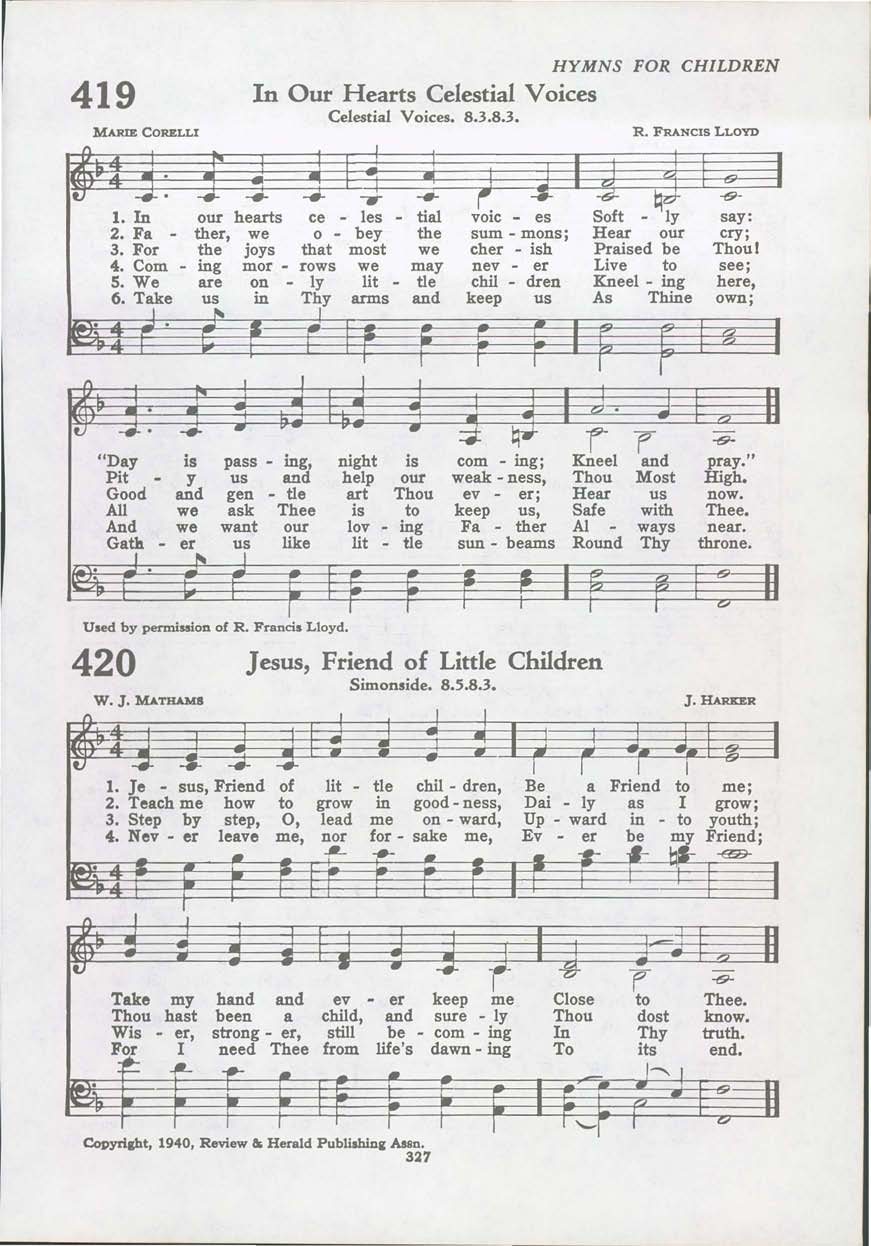 HYMNS FOR CHILDREN
419 In Our Hearts Celestial Voices
Celestial Voices. 8.3.8.3.
MARIE CORELLI R. FRANCIS LLOYD
1. In our hearts ce - les - tial voic - es Soft - ly say:
2. Fa - ther, we o - bey the sum - mons; Hear our cry;
3. For the joys that most we cher - ish Praised be Thou!
4. Com - ing mor - rows we may nev - er Live to see;
5. We are on - ly lit - tle chil - dren Kneel - ing here,
6. Take us in Thy arms and keep us As Thine own;
"Day is pass - ing, night is com - ing; Kneel and pray."
Pit - y us and help our weak - ness, Thou Most High.
Good and gen - tle art Thou ev - er; Hear us now.
All we ask Thee is to keep us, Safe with Thee.
And we want our lov - ing Fa - ther Al - ways near.
Gath - er us like lit - tle sun - beams Round Thy throne.
Used by permission of R. Francis Lloyd.
420 Jesus, Friend of Little Children
Simonside. 8.5.8.3.
W. J. MATHAMS J. HARKER
1. Je - sus, Friend of lit - tle chil - dren, Be a Friend to me;
2. Teach me how to grow in good - ness, Dai - ly as I grow;
3. Step by step, O, lead me on - ward, Up - ward in - to youth;
4. Nev - er leave me, nor for - sake me, Ev - er be my Friend;
Take my hand and ev - er keep me Close to Thee.
Thou hast been a child, and sure - ly Thou dost know.
Wis - er, strong - er, still be - com - ing In Thy truth.
For I need Thee from life's dawn - ing To its end.
Copyright, 1940, Review & Herald Publishing Assn.
327